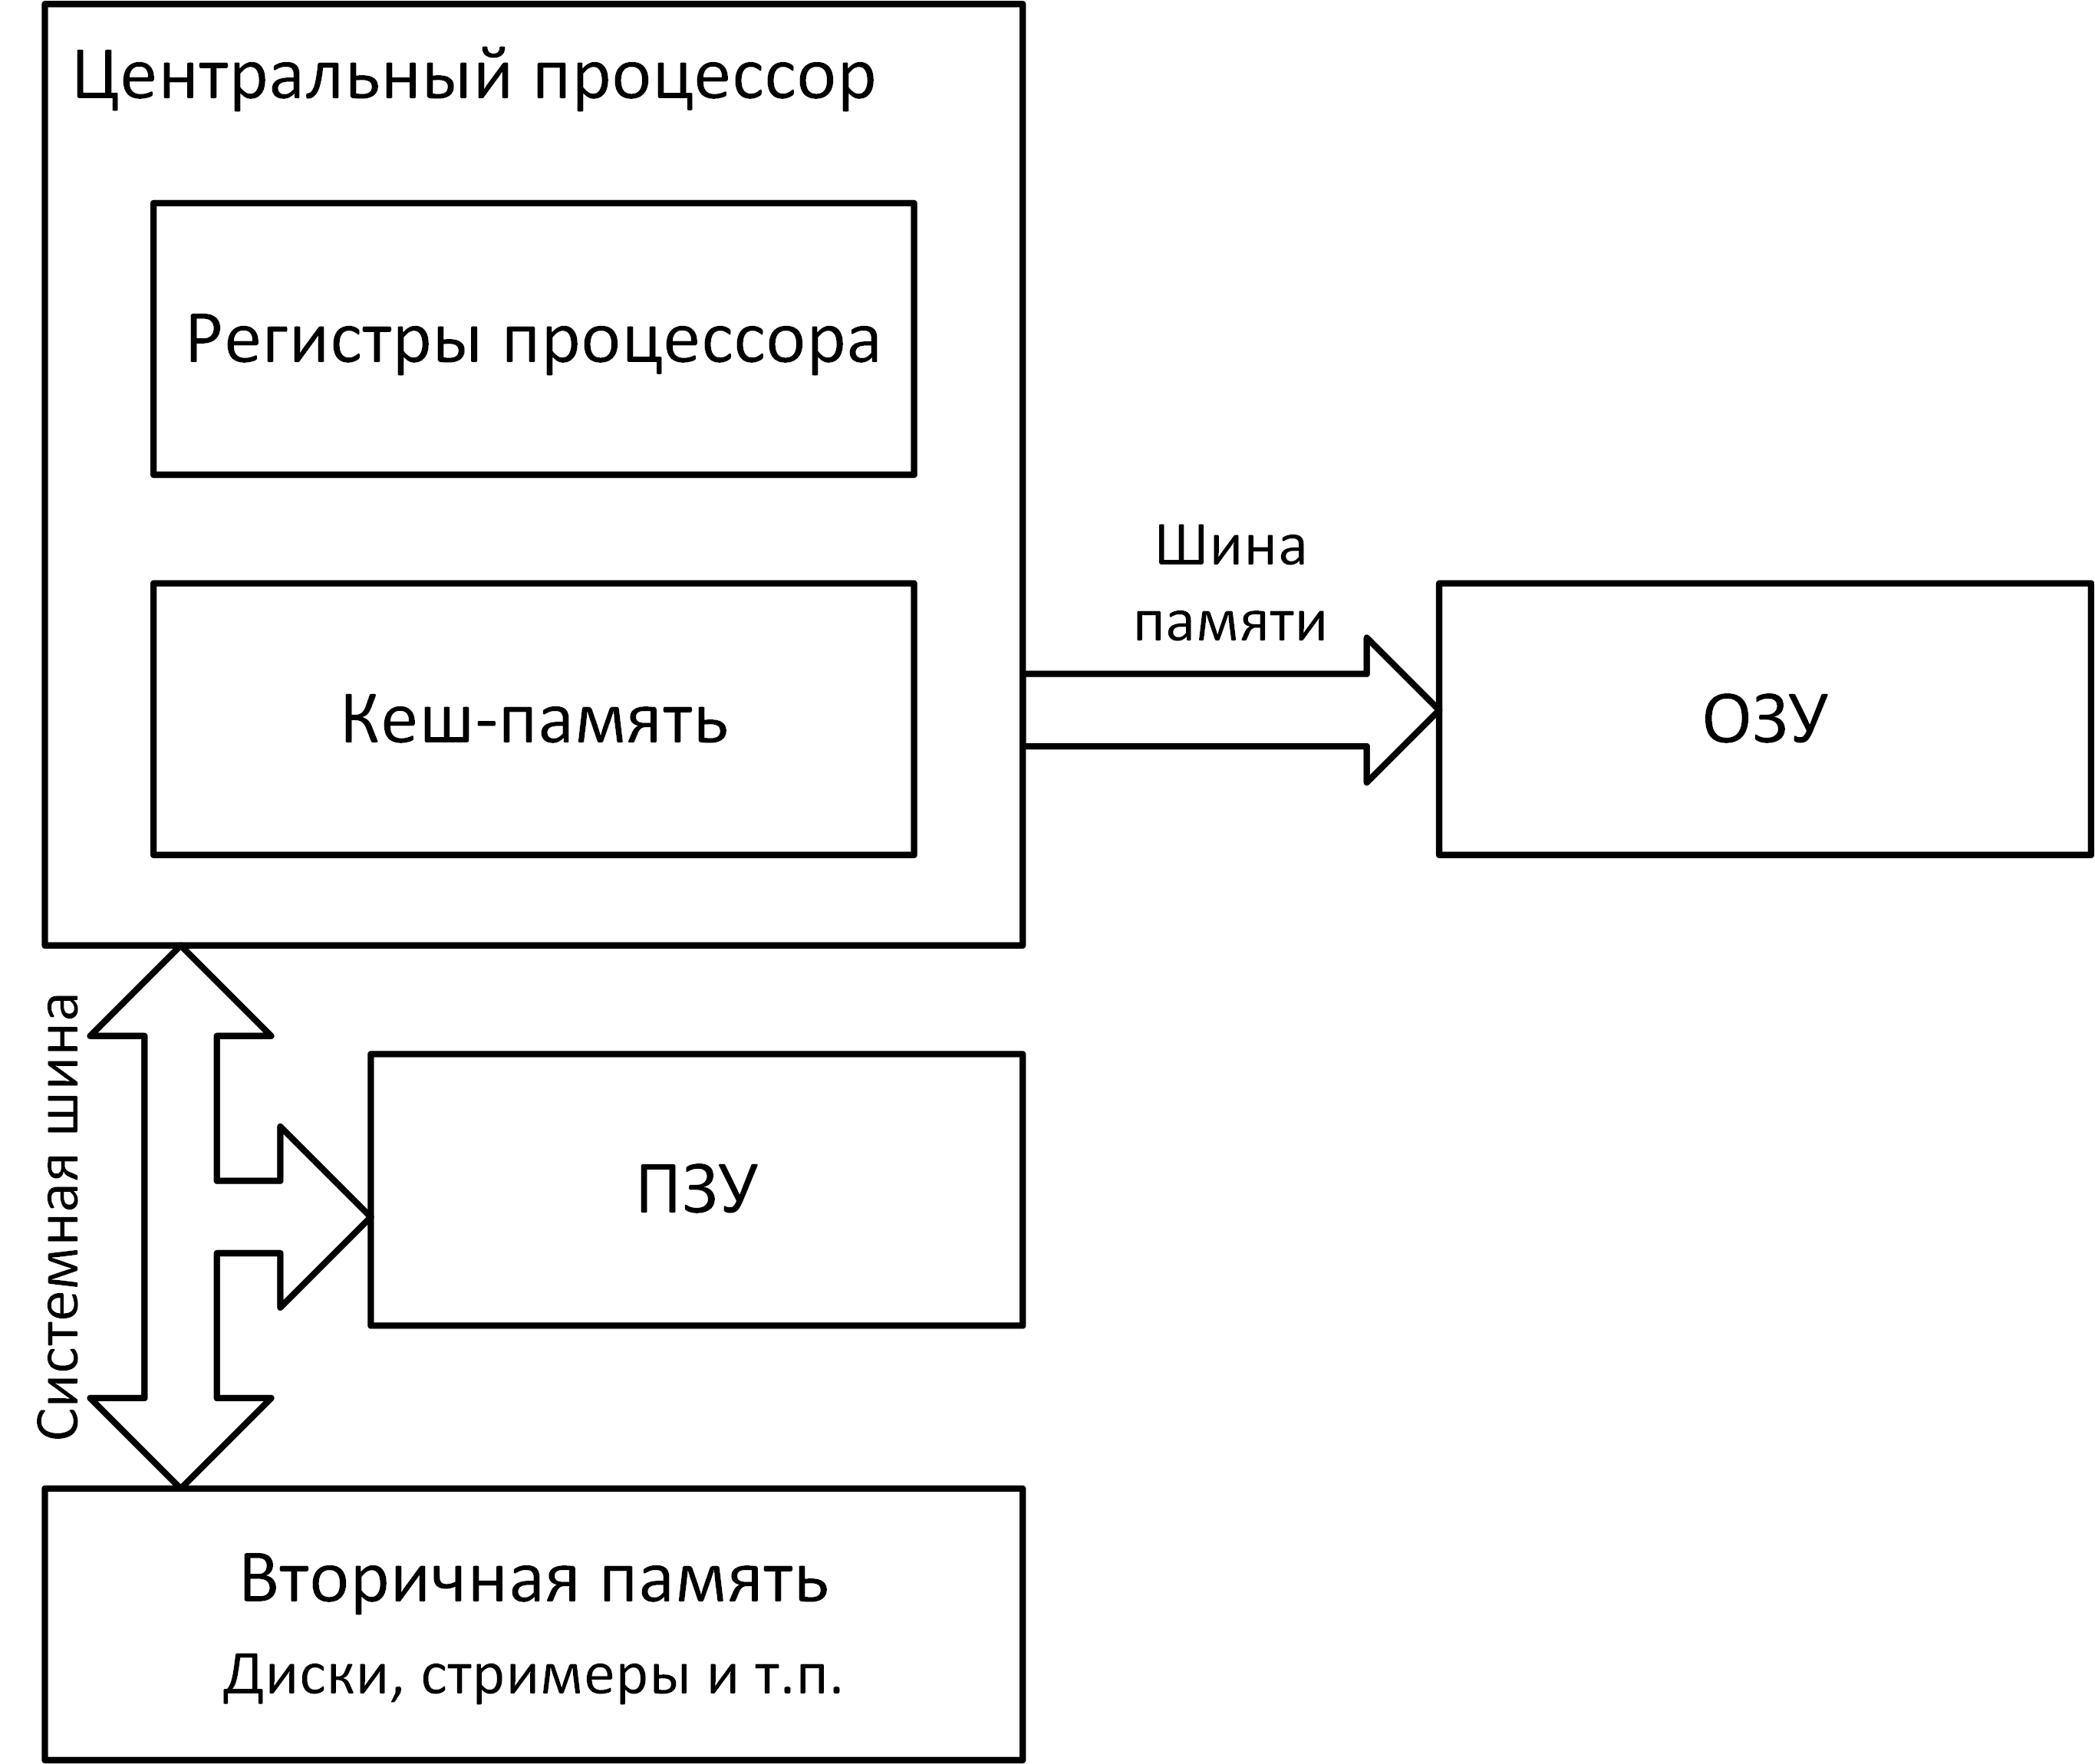 Центральный процессор
Регистры процессора
Кеш-память
Шина
памяти
ОЗУ
Системная шина
ПЗУ
Вторичная память
Диски, стримеры и т.п.